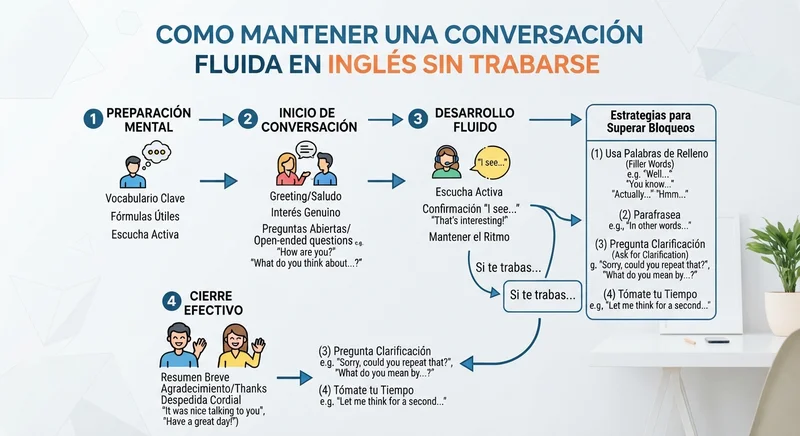 COMO MANTENER UNA CONVERSACIÓN
FLUIDA EN INGLÉS SIN TRABARSE
1 PREPARACIÓN
MENTAL
Vocabulario Clave
Fórmulas Útiles
Escucha Activa
2 INICIO DE
CONVERSACIÓN
Greeting/Saludo
Interés Genuino
Preguntas Abiertas/
Open-ended questions e.g.
"How are you?"
"What do you think about...?"
3 DESARROLLO
FLUIDO
"I see..."
Escucha Activa
Confirmación "I see..."
"That's interesting!"
Mantener el Ritmo
Si te trabas...
Si te trabas...
Estrategias para
Superar Bloqueos
(1) Usa Palabras de Relleno
(Filler Words)
e.g. "Well..."
"You know..."
"Actually..." "Hmm..."
(2) Parafrasea
e.g., "In other words..."
(3) Pregunta Clarificación
(Ask for Clarification)
g. "Sorry, could you repeat that?",
"What do you mean by...?"
(4) Tómate tu Tiempo
e.g, "Let me think for a second..."
4 CIERRE
EFECTIVO
Resumen Breve
Agradecimiento/Thanks
Despedida Cordial
"It was nice talking to you",
"Have a great day!")
(3) Pregunta Clarificación
e.g. "Sorry, could you repeat that?",
"What do you mean by...?"
(4) Tómate tu Tiempo
e.g. "Let me think for a second..."